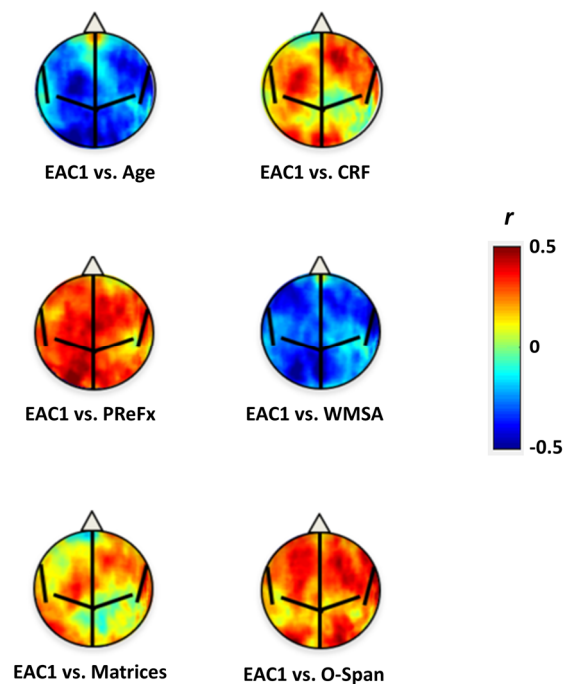 EAC1 vs. Age
EAC1 vs. CRF
r
0.5
0
-0.5
EAC1 vs. PReFx
EAC1 vs. WMSA
EAC1 vs. Matrices
EAC1 vs. O-Span